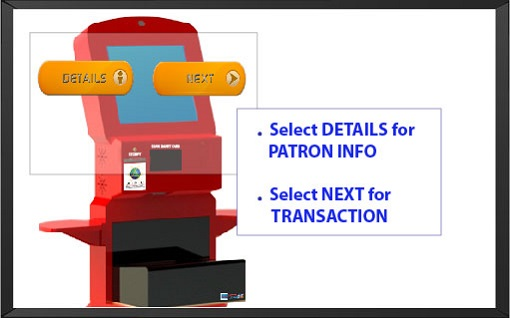 DETAILS
NEXT
• Select DETAILS for
PATRON INFO
• Select NEXT for
TRANSACTION